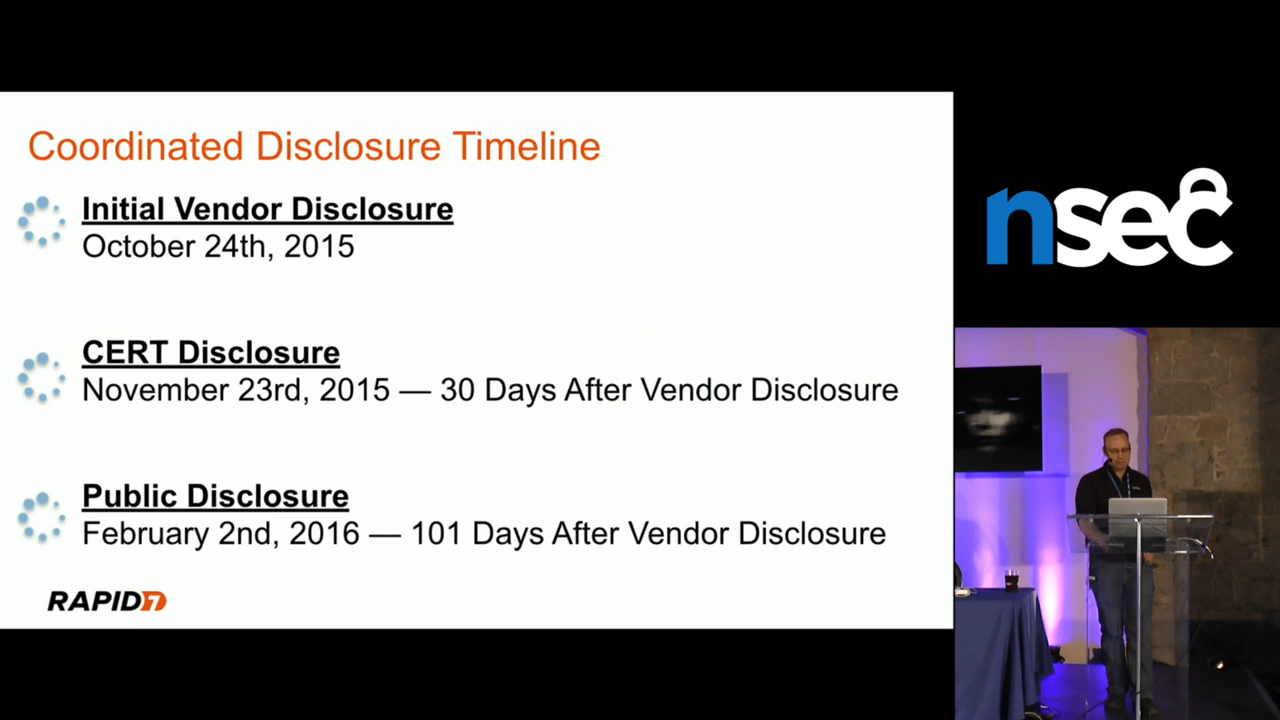 Coordinated Disclosure Timeline
Initial Vendor Disclosure
October 24th, 2015
CERT Disclosure
November 23rd, 2015 — 30 Days After Vendor Disclosure
Public Disclosure
February 2nd, 2016 — 101 Days After Vendor Disclosure
RAPID7
nsec